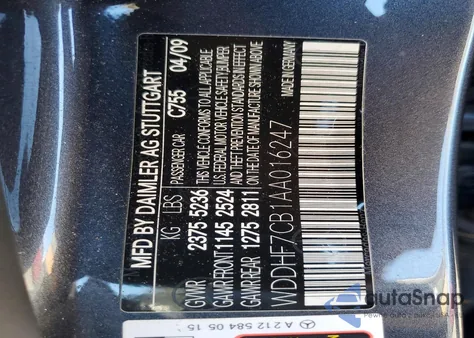 MFD BY DAIMLER AG STUTTGART
KG LBS PASSENGER CAR C755 04/09
GVWR 2375 5236 THIS VEHICLE CONFORMS TO ALL APPLICABLE
GAWR FRONT 1145 2524 U.S. FEDERAL MOTOR VEHICLE SAFETY, BUMPER
AND THEFT PREVENTION STANDARDS IN EFFECT
GAWR REAR 1275 2811 ON THE DATE OF MANUFACTURE SHOWN ABOVE
WDDHF7CB1AA016247 MADE IN GERMANY
A 212 584 05 15
autoSnap